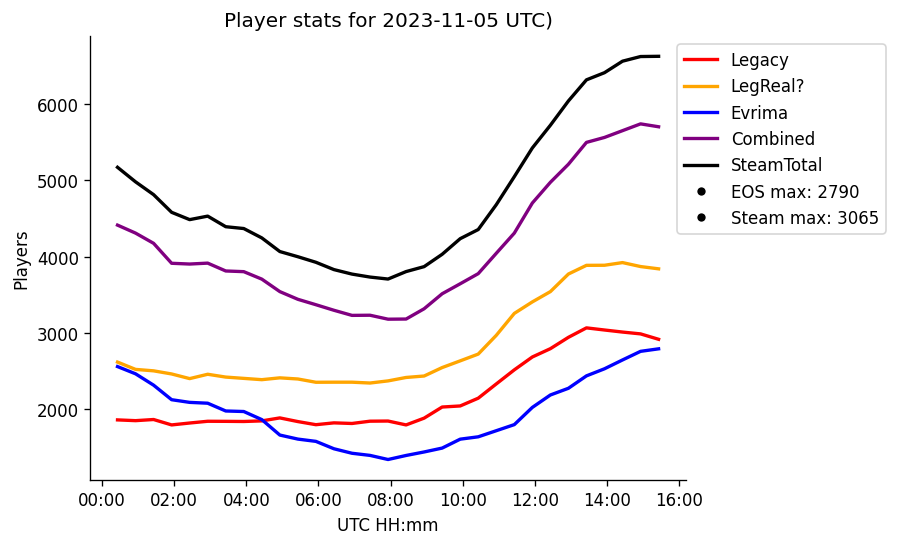 Player stats for 2023-11-05 UTC)
Legacy
LegReal?
Evrima
Combined
SteamTotal
EOS max: 2790
Steam max: 3065
Players
6000
5000
4000
3000
2000
00:00 02:00 04:00 06:00 08:00 10:00 12:00 14:00 16:00
UTC HH:mm